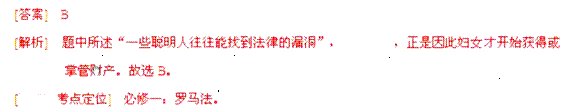 [答案] B
[解析] 题中所述“一些聪明人往往能找到法律的漏洞”, ,正是因此妇女才开始获得或
掌管财产。故选 B.
[ 考点定位] 必修一:罗马法。